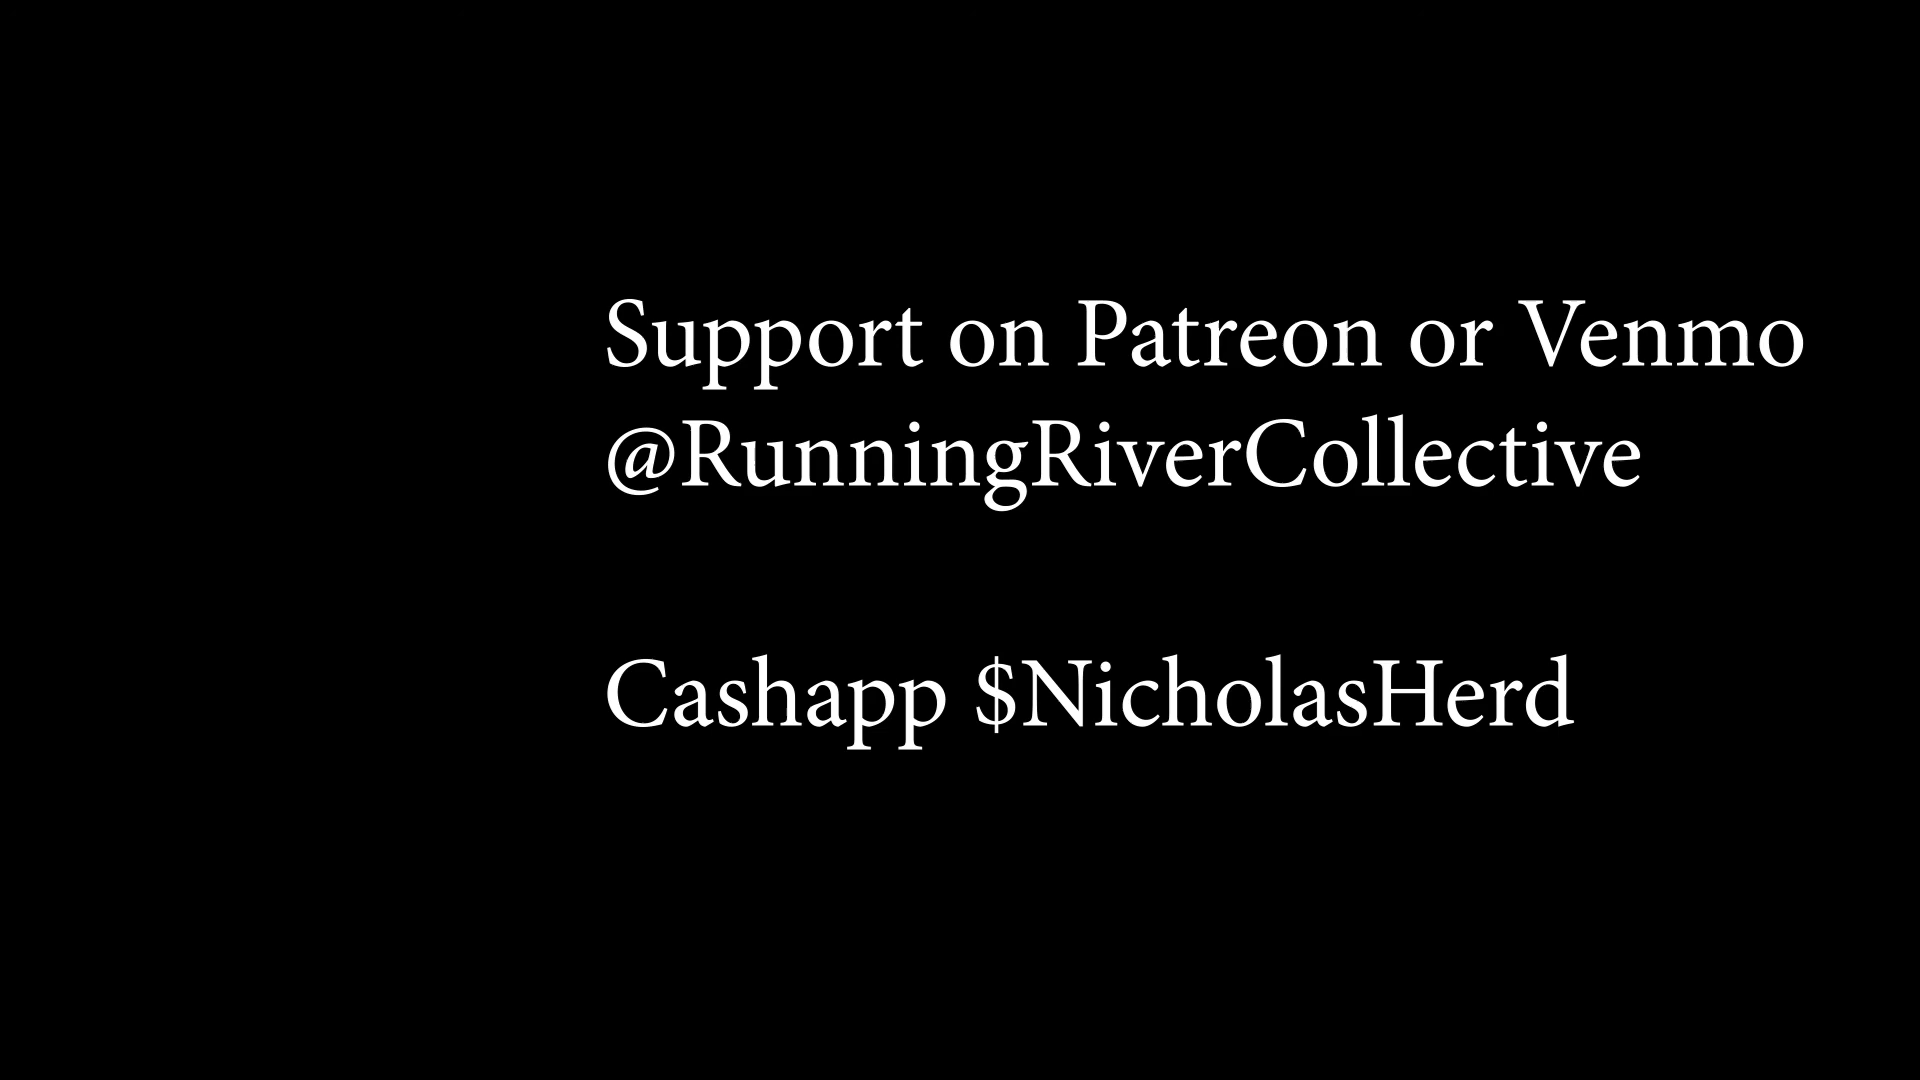 Support on Patreon or Venmo
@RunningRiverCollective
Cashapp $NicholasHerd